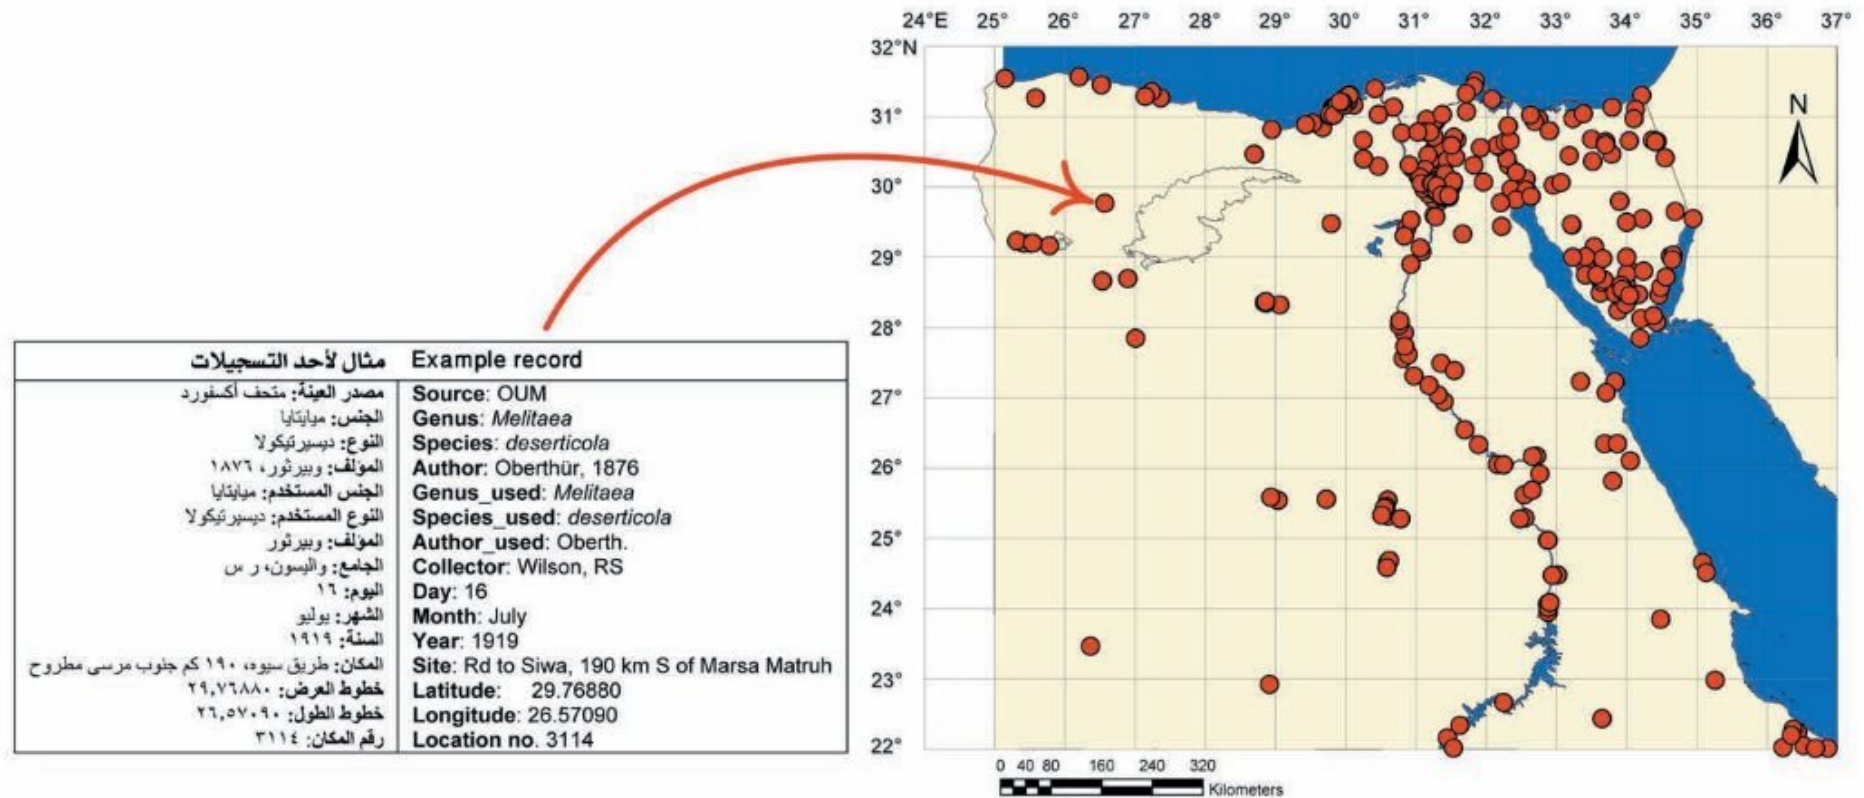 24°E 25° 26° 27° 28° 29° 30° 31° 32° 33° 34° 35° 36° 37°
32°N
31°
30°
29°
28°
27°
26°
25°
24°
23°
22°
N
0 40 80 160 240 320
Kilometers
مثال لأحد التسجيلات Example record
مصدر العينة: متحف أكسفورد Source: OUM
الجنس: ميايتايا Genus: Melitaea
النوع: ديسيرتيكولا Species: deserticola
المؤلف: وبيرثور، ١٨٧٦ Author: Oberthür, 1876
الجنس المستخدم: ميايتايا Genus_used: Melitaea
النوع المستخدم: ديسيرتيكولا Species_used: deserticola
المؤلف: وبيرثور Author_used: Oberth.
الجامع: واليسون، ر س Collector: Wilson, RS
اليوم: ١٦ Day: 16
الشهر: يوليو Month: July
السنة: ١٩١٩ Year: 1919
المكان: طريق سيوه، ١٩٠ كم جنوب مرسى مطروح Site: Rd to Siwa, 190 km S of Marsa Matruh
خطوط العرض: ٢٩,٧٦٨٨٠ Latitude: 29.76880
خطوط الطول: ٢٦,٥٧٠٩٠ Longitude: 26.57090
رقم المكان: ٣١١٤ Location no. 3114